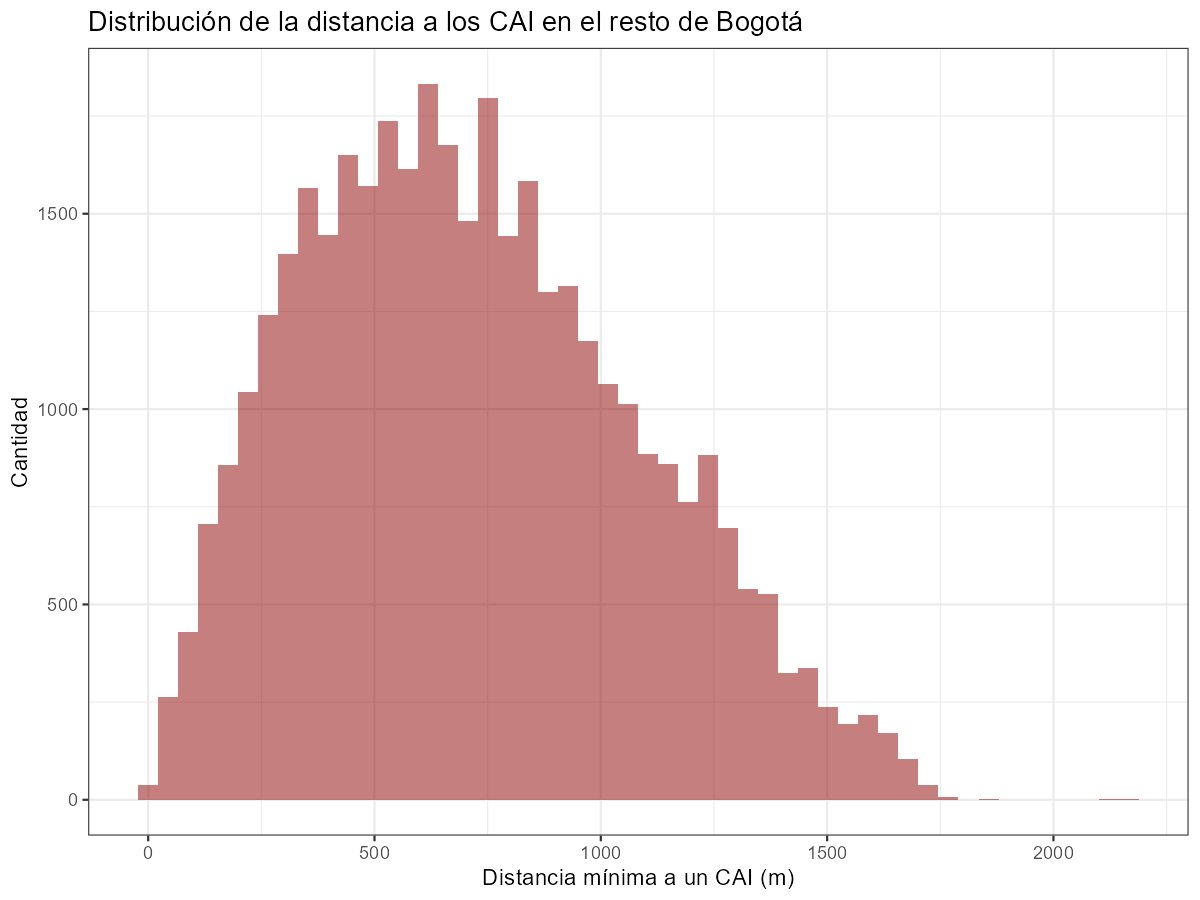 Distribución de la distancia a los CAI en el resto de Bogotá
Cantidad
1500
1000
500
0
0 500 1000 1500 2000
Distancia mínima a un CAI (m)